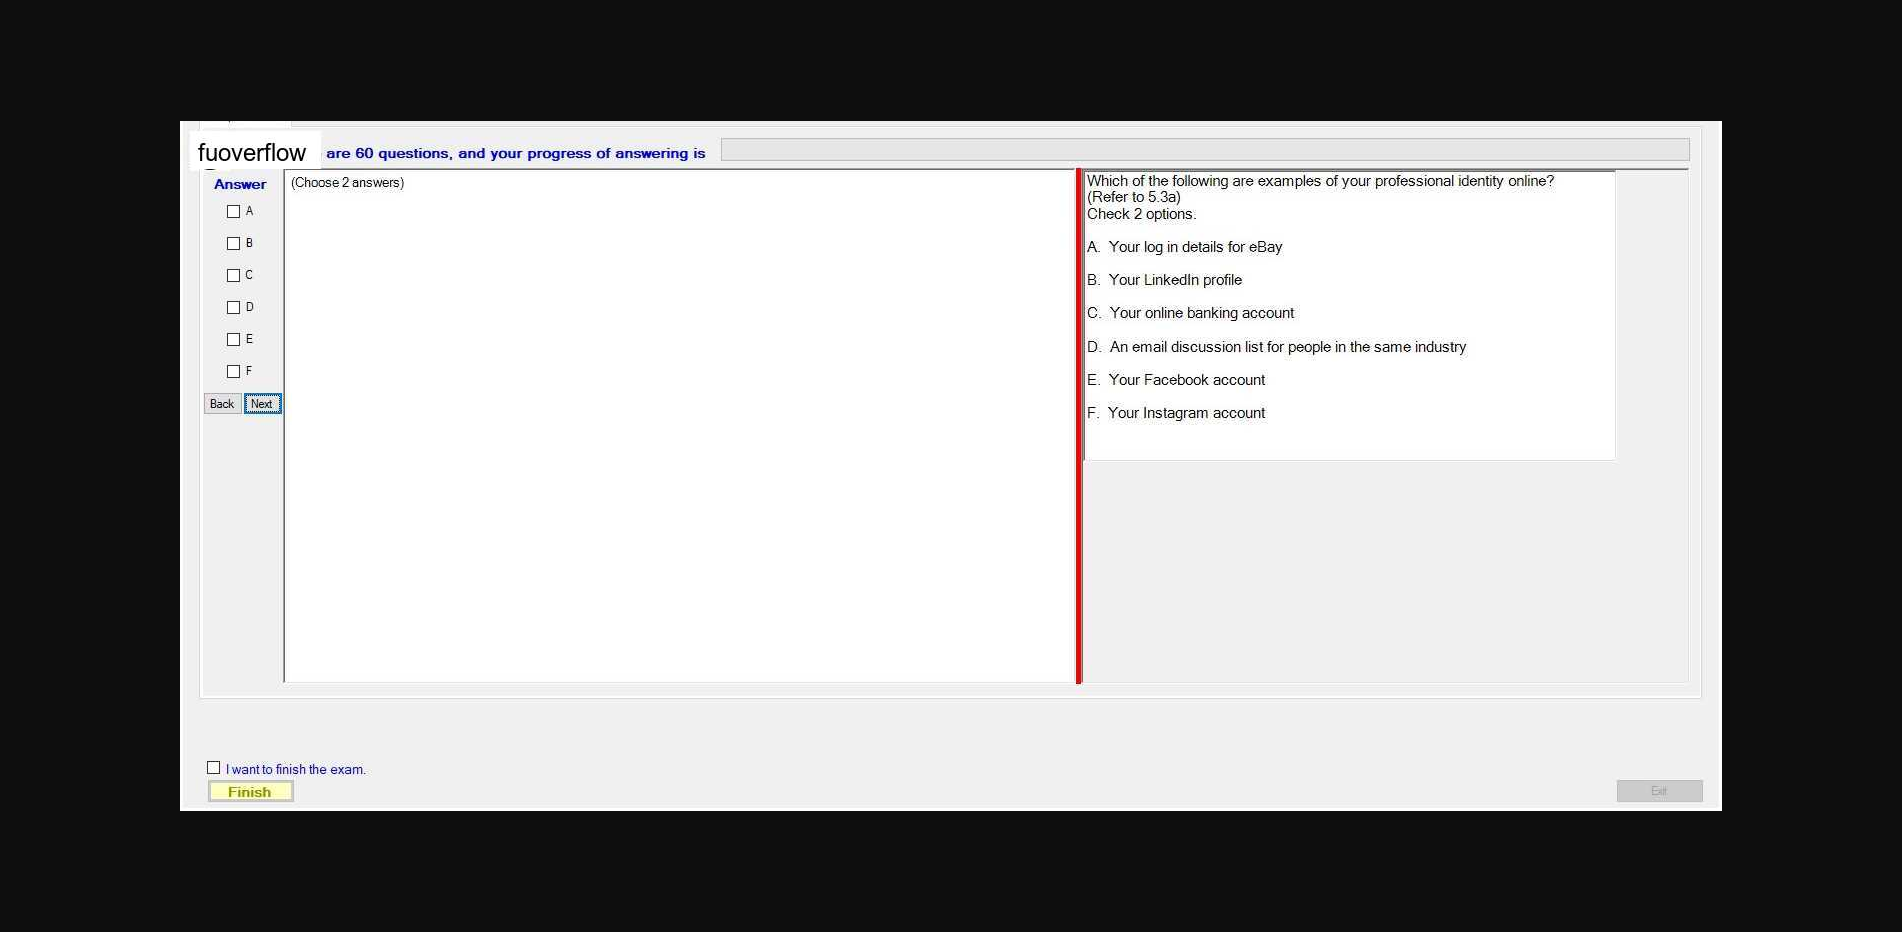 fuoverflow are 60 questions, and your progress of answering is
Answer
(Choose 2 answers)
A
B
C
D
E
F
Back Next
Which of the following are examples of your professional identity online?
(Refer to 5.3a)
Check 2 options.
A. Your log in details for eBay
B. Your LinkedIn profile
C. Your online banking account
D. An email discussion list for people in the same industry
E. Your Facebook account
F. Your Instagram account
I want to finish the exam.
Finish
Exit